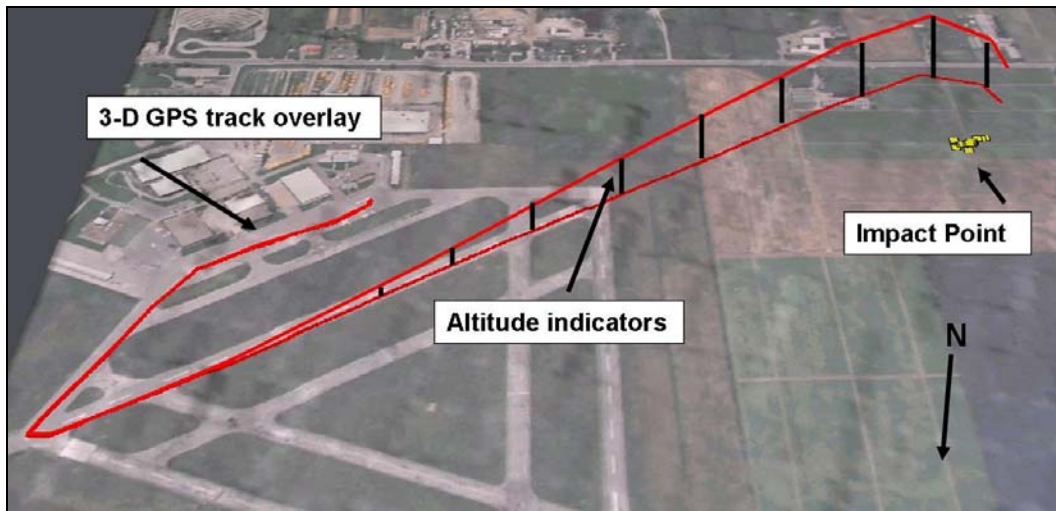 3-D GPS track overlay
Impact Point
Altitude indicators
N